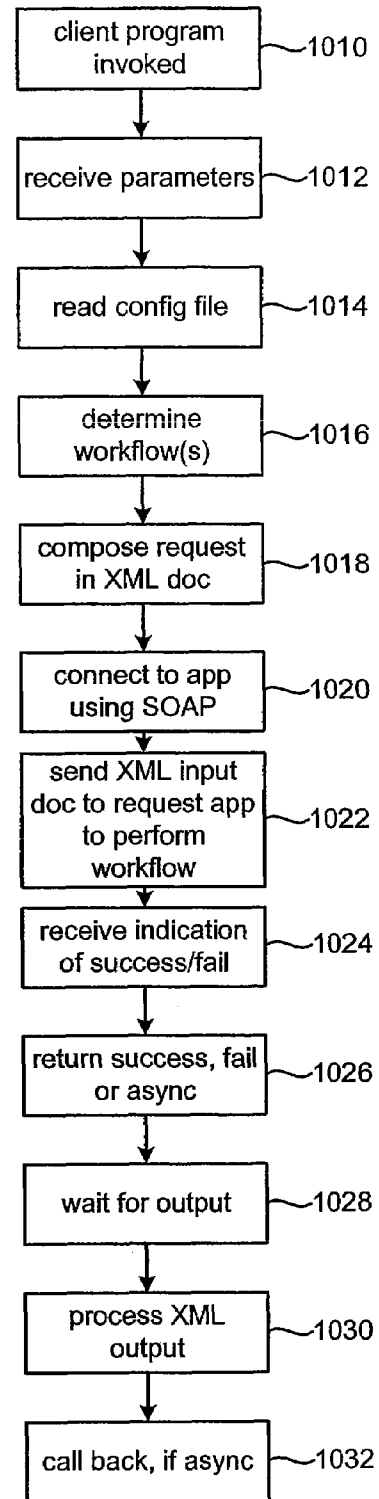 client program
invoked
1010
receive parameters
1012
read config file
1014
determine
workflow(s)
1016
compose request
in XML doc
1018
connect to app
using SOAP
1020
send XML input
doc to request app
to perform
workflow
1022
receive indication
of success/fail
1024
return success, fail
or async
1026
wait for output
1028
process XML
output
1030
call back, if async
1032